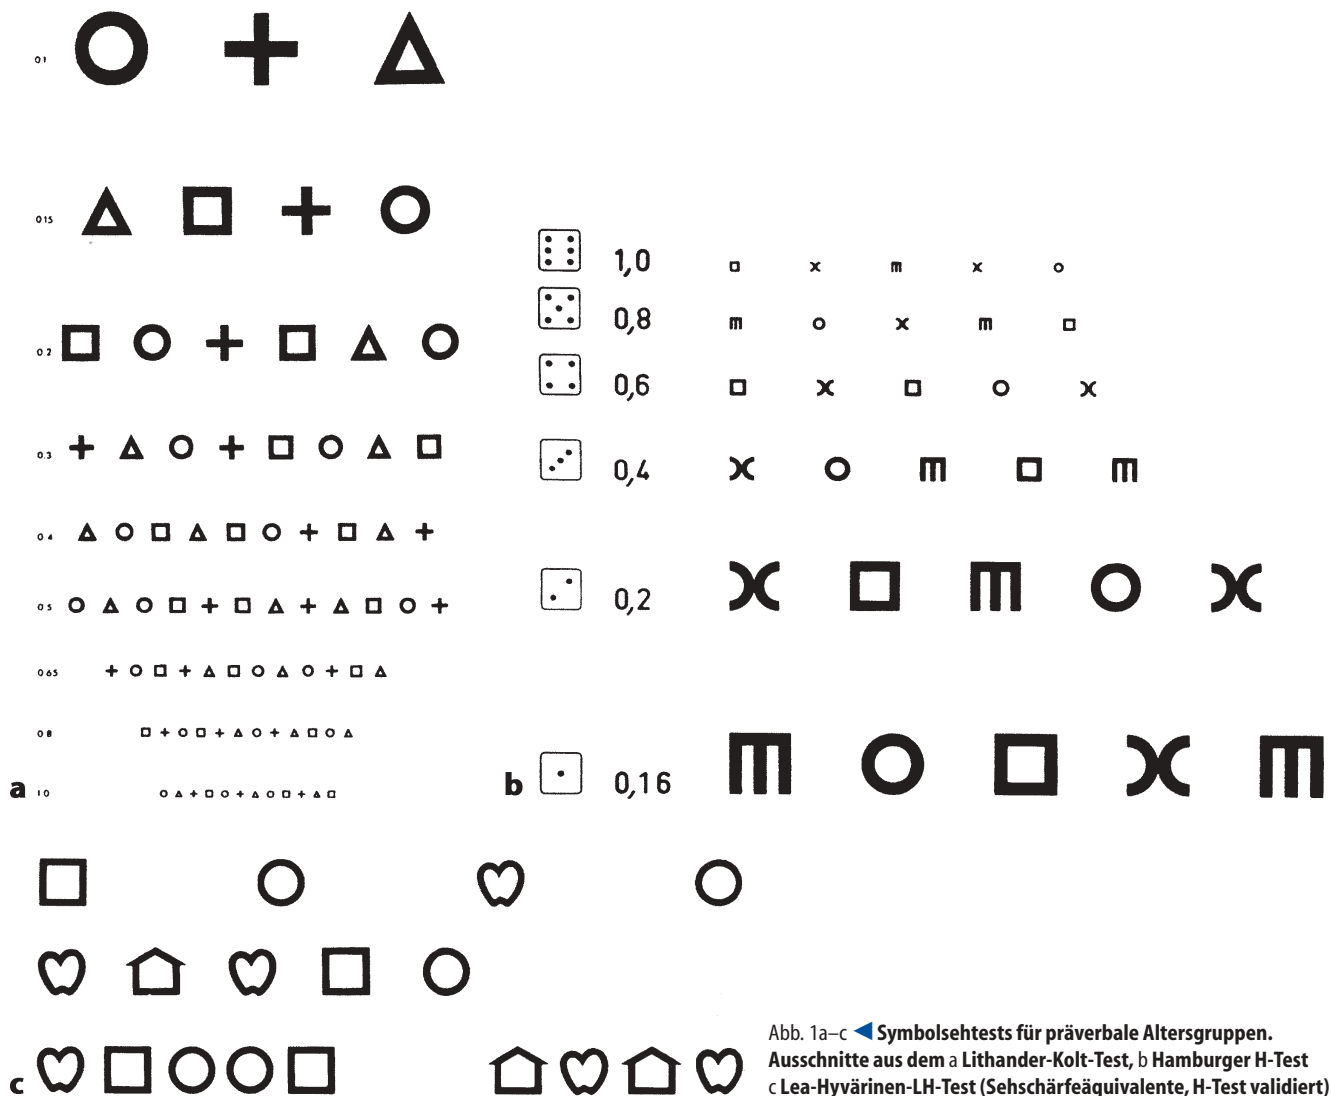 01
015
02
0.3
04
05
065
08
a 10
1,0
0,8
0,6
0,4
0,2
b 0,16
c
Abb. 1a–c ◀ Symbolsehtests für präverbale Altersgruppen.
Ausschnitte aus dem a Lithander-Kolt-Test, b Hamburger H-Test
c Lea-Hyvärinen-LH-Test (Sehschärfeäquivalente, H-Test validiert)